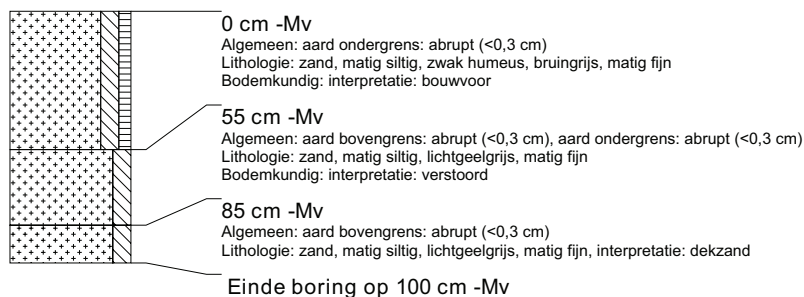 0 cm -Mv
Algemeen: aard ondergrens: abrupt (<0,3 cm)
Lithologie: zand, matig siltig, zwak humeus, bruingrijs, matig fijn
Bodemkundig: interpretatie: bouwvoor
55 cm -Mv
Algemeen: aard bovengrens: abrupt (<0,3 cm), aard ondergrens: abrupt (<0,3 cm)
Lithologie: zand, matig siltig, lichtgeelgrijs, matig fijn
Bodemkundig: interpretatie: verstoord
85 cm -Mv
Algemeen: aard bovengrens: abrupt (<0,3 cm)
Lithologie: zand, matig siltig, lichtgeelgrijs, matig fijn, interpretatie: dekzand
Einde boring op 100 cm -Mv